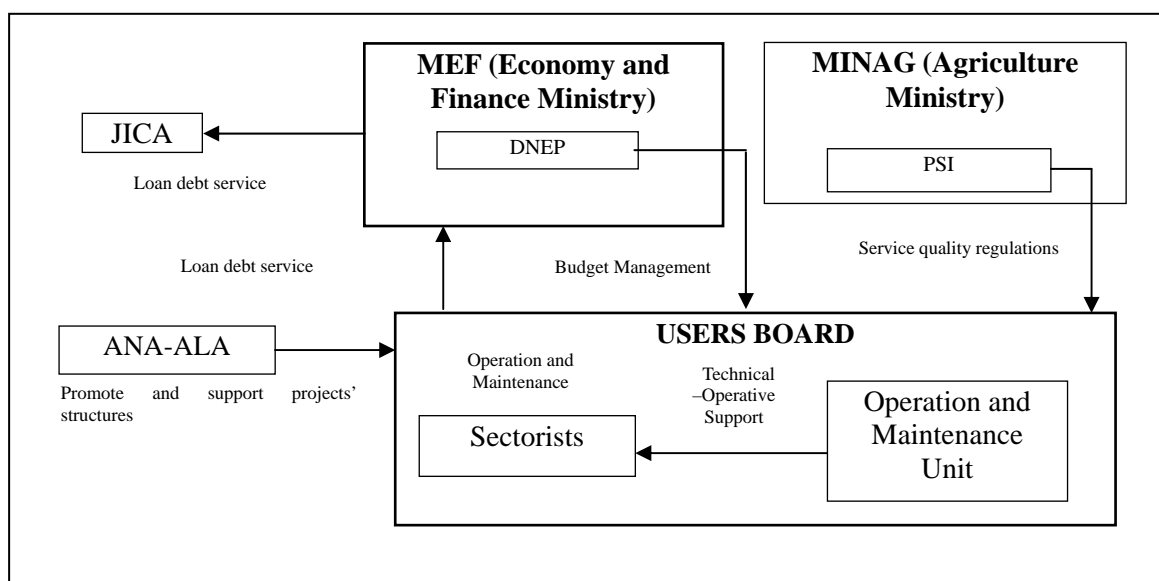 MEF (Economy and
Finance Ministry)
DNEP
MINAG (Agriculture
Ministry)
PSI
JICA
Loan debt service
Loan debt service
Budget Management
Service quality regulations
ANA-ALA
Promote and support projects’
structures
USERS BOARD
Operation and
Maintenance
Technical
–Operative
Support
Sectorists
Operation and
Maintenance
Unit